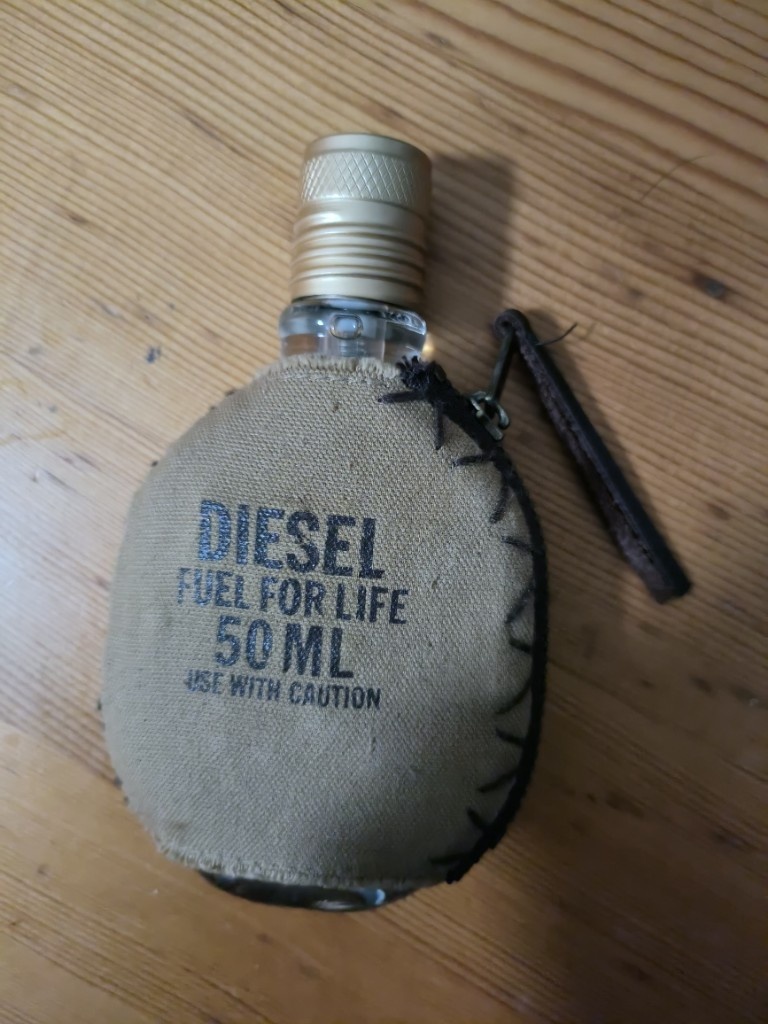 DIESEL
FUEL FOR LIFE
50 ML
USE WITH CAUTION